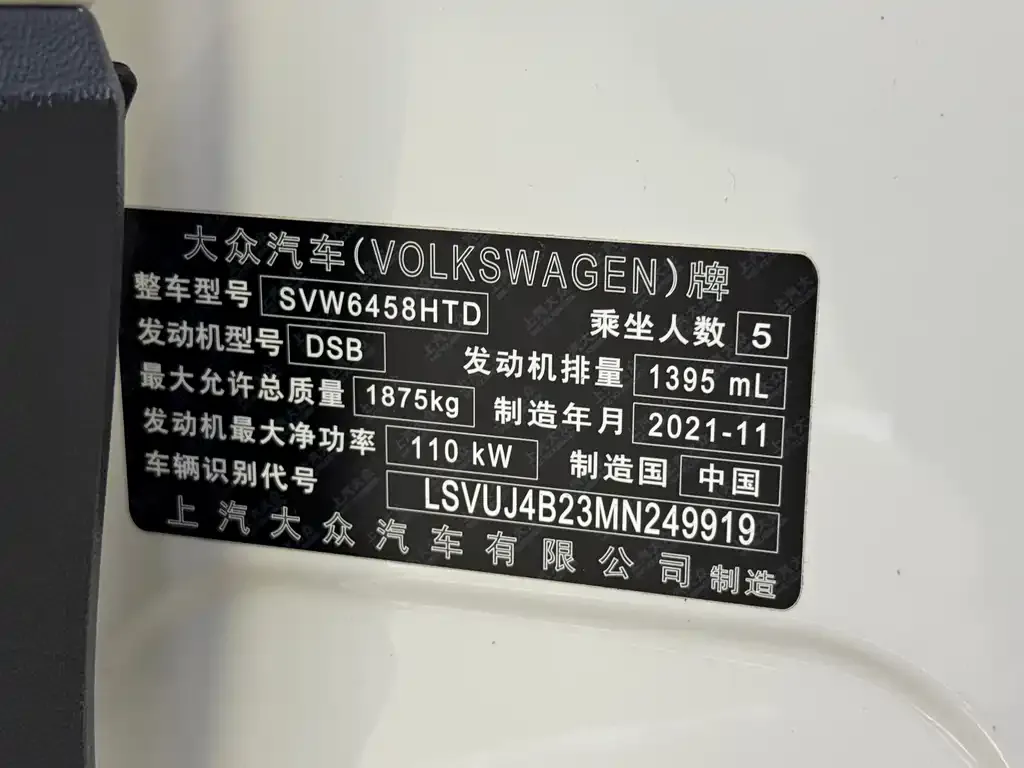 大众汽车(VOLKSWAGEN)牌
整车型号 SVW6458HTD 乘坐人数 5
发动机型号 DSB 发动机排量 1395 mL
最大允许总质量 1875kg 制造年月 2021-11
发动机最大净功率 110 kW 制造国 中国
车辆识别代号 LSVUJ4B23MN249919
上汽大众汽车有限公司 制造